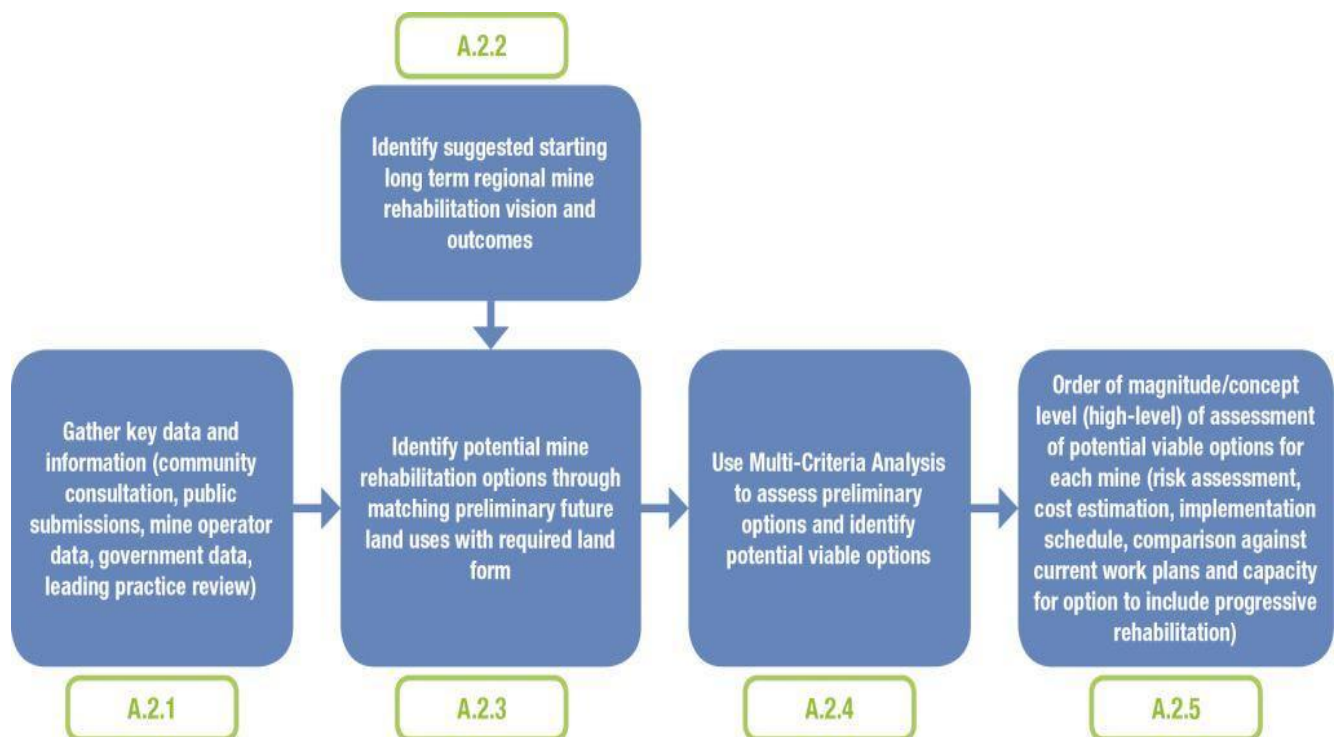 A.2.2
Identify suggested starting
long term regional mine
rehabilitation vision and
outcomes
Gather key data and
information (community
consultation, public
submissions, mine operator
data, government data,
leading practice review)
A.2.1
Identify potential mine
rehabilitation options through
matching preliminary future
land uses with required land
form
A.2.3
Use Multi-Criteria Analysis
to assess preliminary
options and identify
potential viable options
A.2.4
Order of magnitude/concept
level (high-level) of assessment
of potential viable options for
each mine (risk assessment,
cost estimation, implementation
schedule, comparison against
current work plans and capacity
for option to include progressive
rehabilitation)
A.2.5